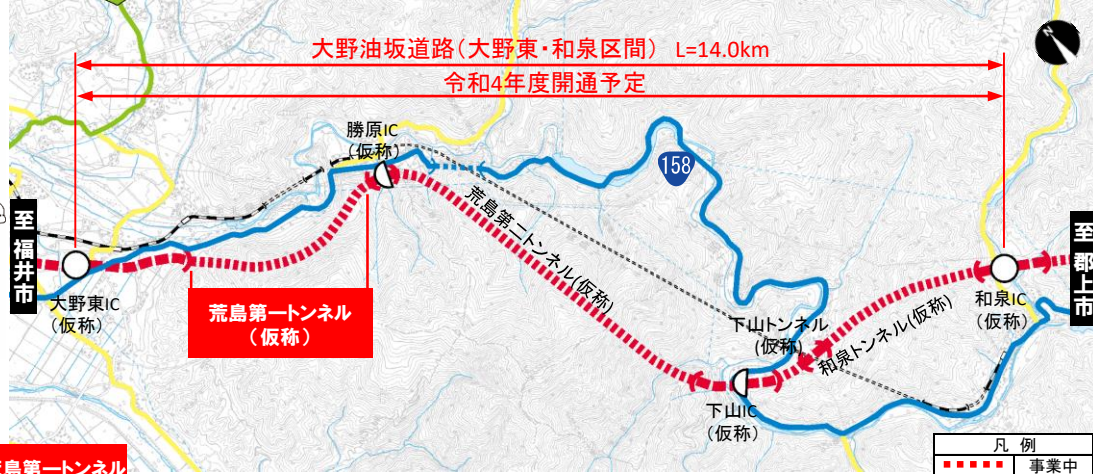 大野油坂道路(大野東・和泉区間) L=14.0km
令和4年度開通予定
勝原IC
(仮称)
158
至 福井市
荒島第二トンネル(仮称)
至 郡上市
大野東IC
(仮称)
荒島第一トンネル
(仮称)
下山トンネル
(仮称)
和泉トンネル(仮称)
和泉IC
(仮称)
下山IC
(仮称)
島第一トンネル
凡 例
事業中